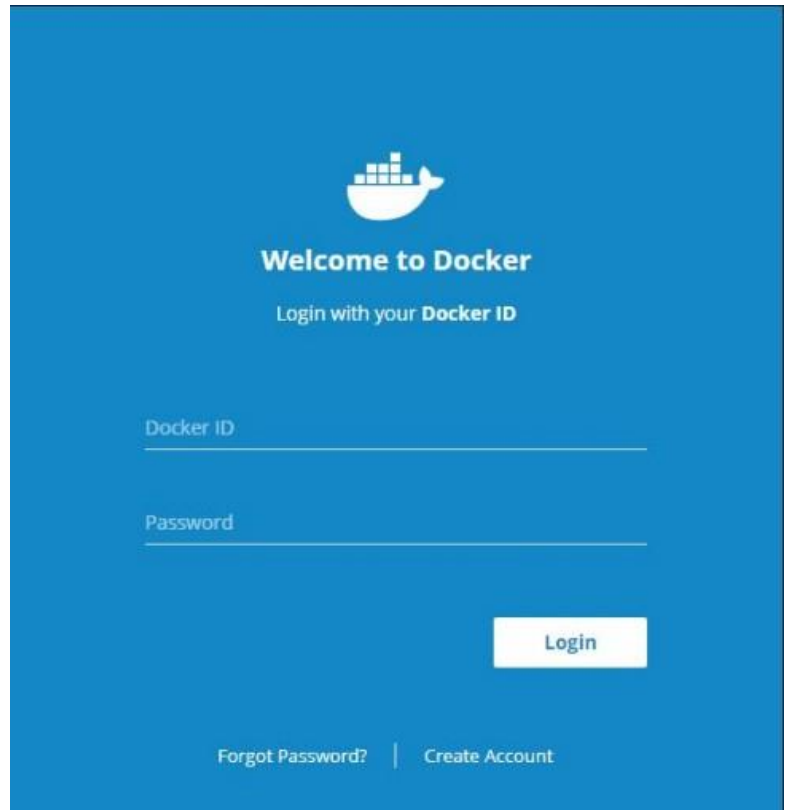 Welcome to Docker
Login with your Docker ID
Docker ID
Password
Login
Forgot Password? | Create Account